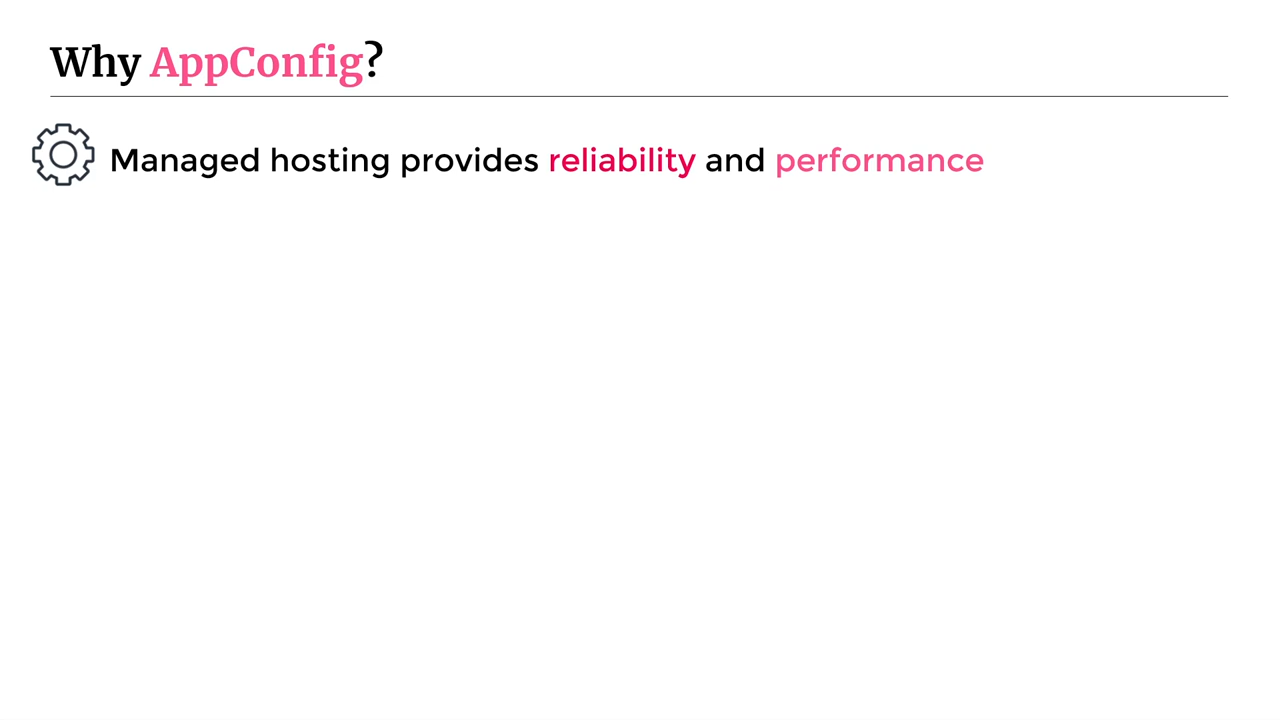 Why AppConfig?
Managed hosting provides reliability and performance